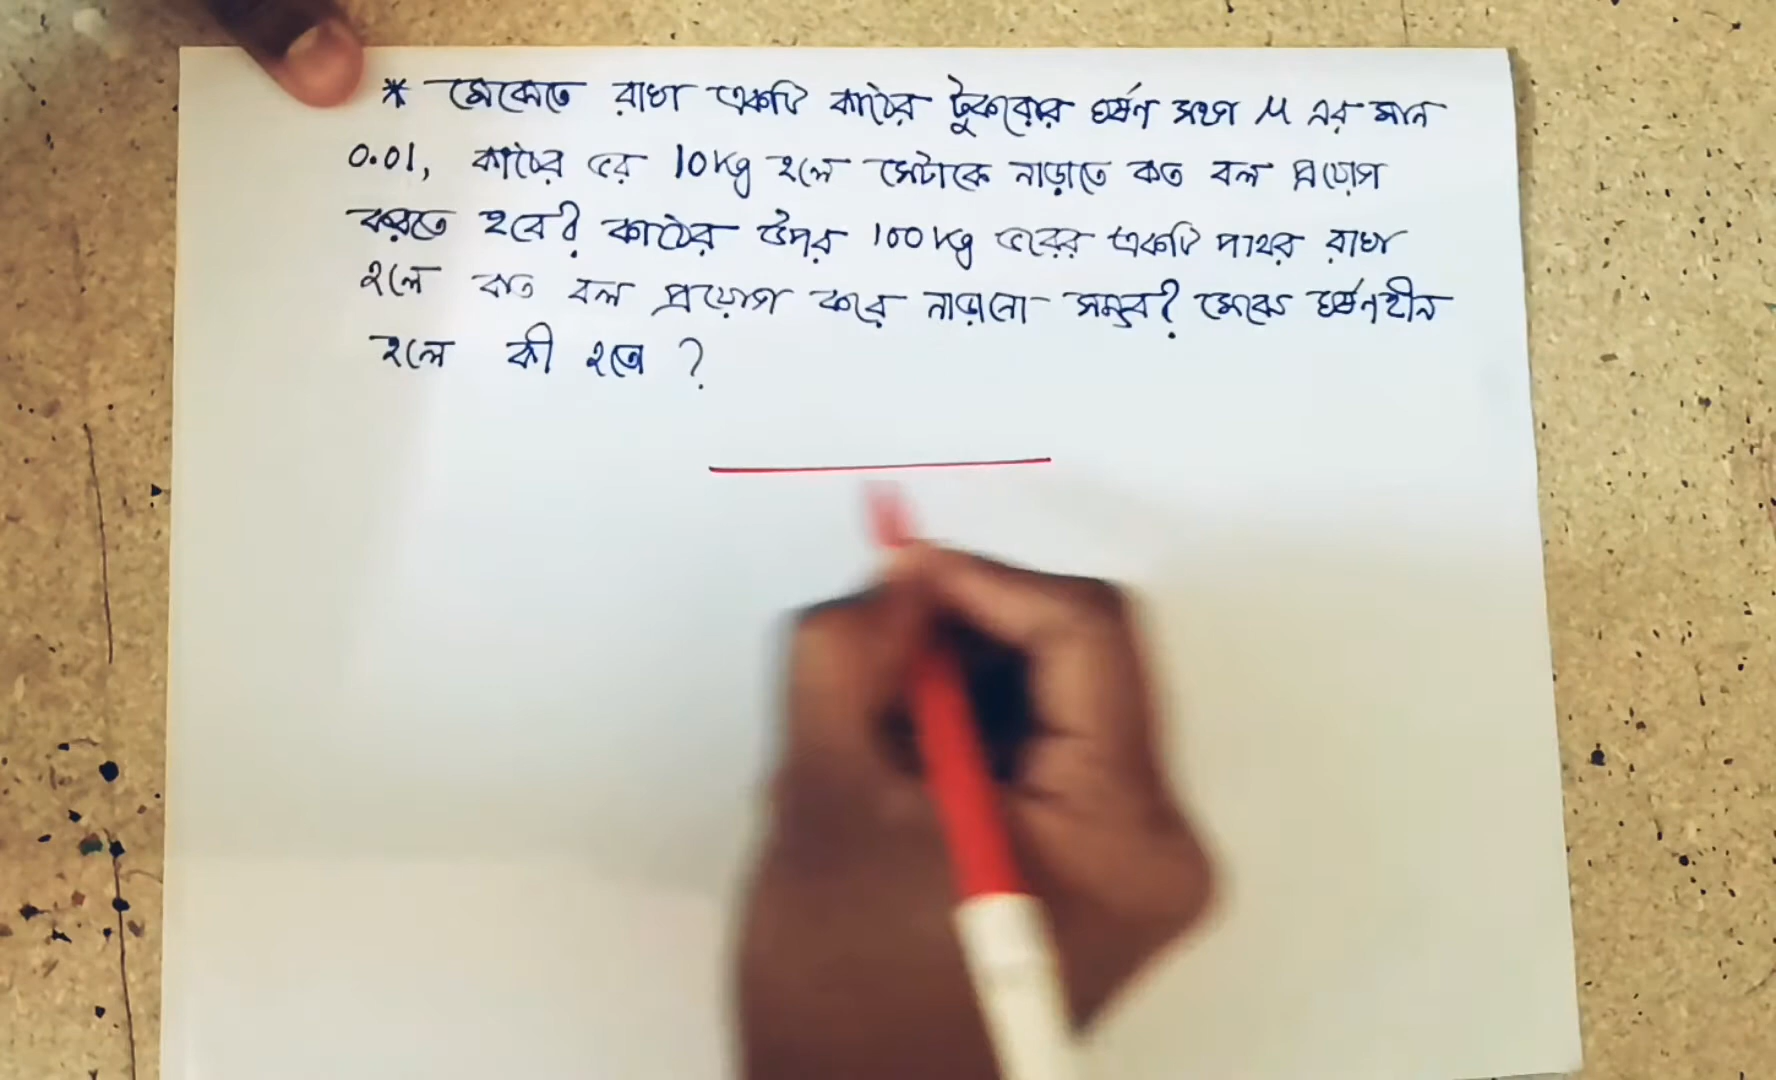 * মেঝেতে রাখা একটি কাঠের টুকরোর ঘর্ষণ সহগ μ এর মান
0.01, কাঠের ভর 10kg হলে সেটাকে নাড়াতে কত বল প্রয়োগ
করতে হবে? কাঠের উপর 100kg ভরের একটি পাথর রাখা
হলে কত বল প্রয়োগ করে নাড়ানো সম্ভব? মেঝে ঘর্ষণহীন
হলে কী হতো ?